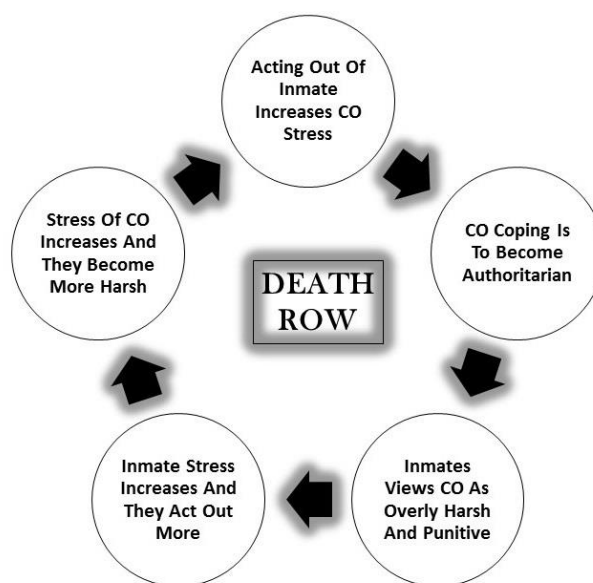 Acting Out Of
Inmate
Increases CO
Stress
CO Coping Is
To Become
Authoritarian
Inmates
Views CO As
Overly Harsh
And Punitive
Inmate Stress
Increases And
They Act Out
More
Stress Of CO
Increases And
They Become
More Harsh
DEATH
ROW